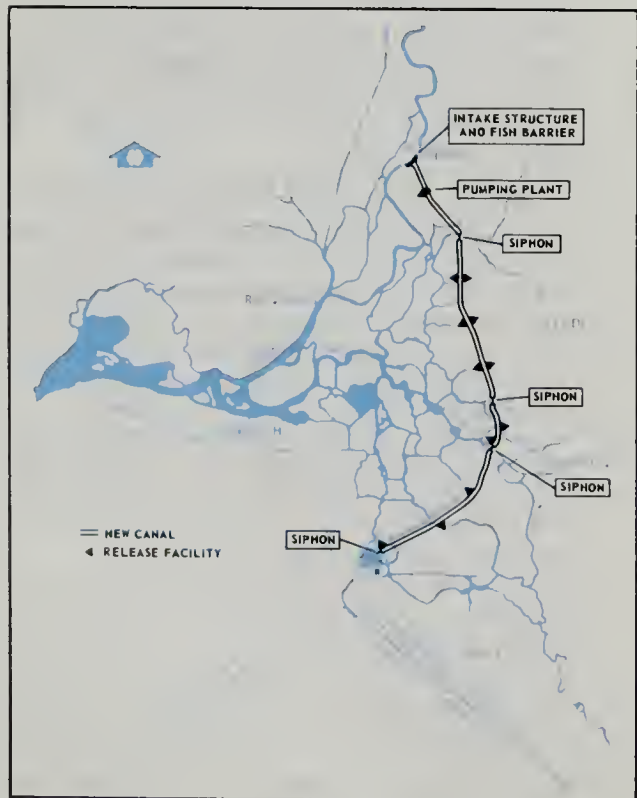 INTAKE STRUCTURE
AND FISH BARRIER
PUMPING PLANT
SIPHON
R
SIPHON
H
SIPHON
NEW CANAL
SIPHON
RELEASE FACILITY